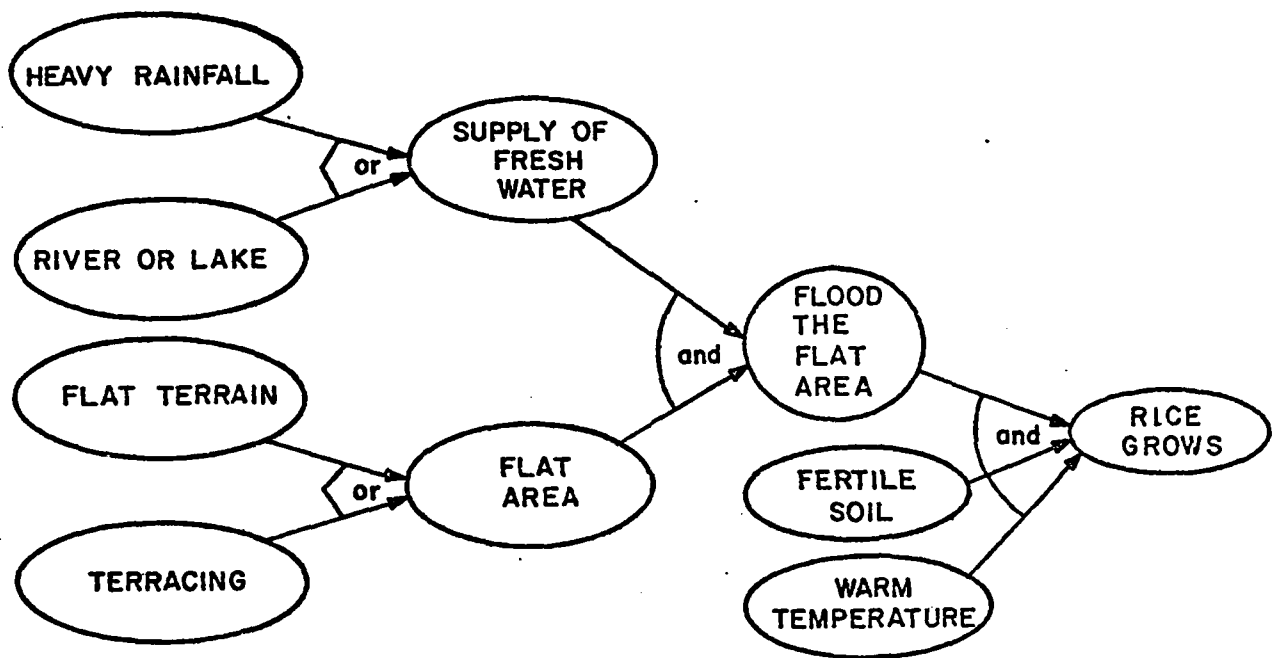 HEAVY RAINFALL
or
RIVER OR LAKE
SUPPLY OF
FRESH
WATER
FLAT TERRAIN
or
TERRACING
FLAT
AREA
and
FLOOD
THE
FLAT
AREA
FERTILE
SOIL
WARM
TEMPERATURE
and
RICE
GROWS